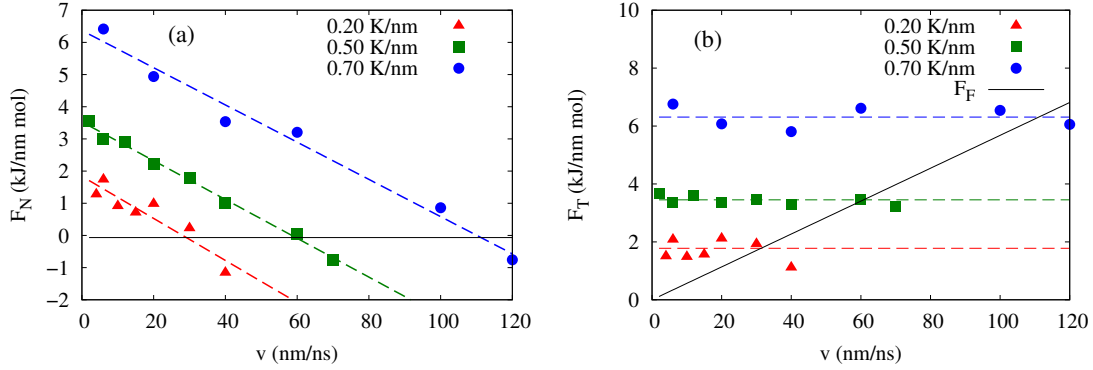 (a)
0.20 K/nm
0.50 K/nm
0.70 K/nm
F_N (kJ/nm mol)
7
6
5
4
3
2
1
0
−1
−2
0 20 40 60 80 100 120
v (nm/ns)
(b)
0.20 K/nm
0.50 K/nm
0.70 K/nm
F_F
F_T (kJ/nm mol)
10
8
6
4
2
0
0 20 40 60 80 100 120
v (nm/ns)